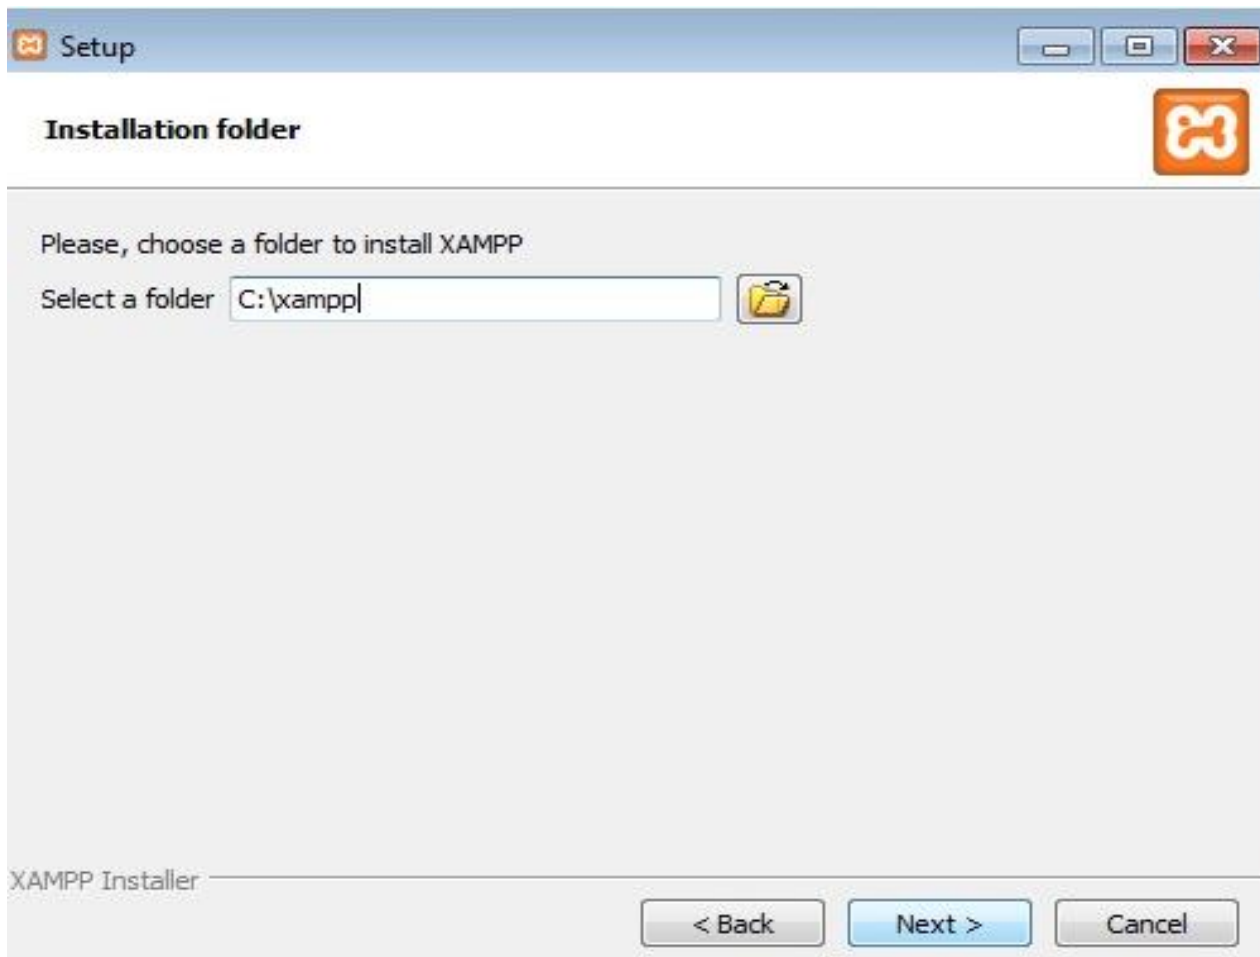 Setup
Installation folder
Please, choose a folder to install XAMPP
Select a folder C:\xampp
XAMPP Installer
< Back Next > Cancel